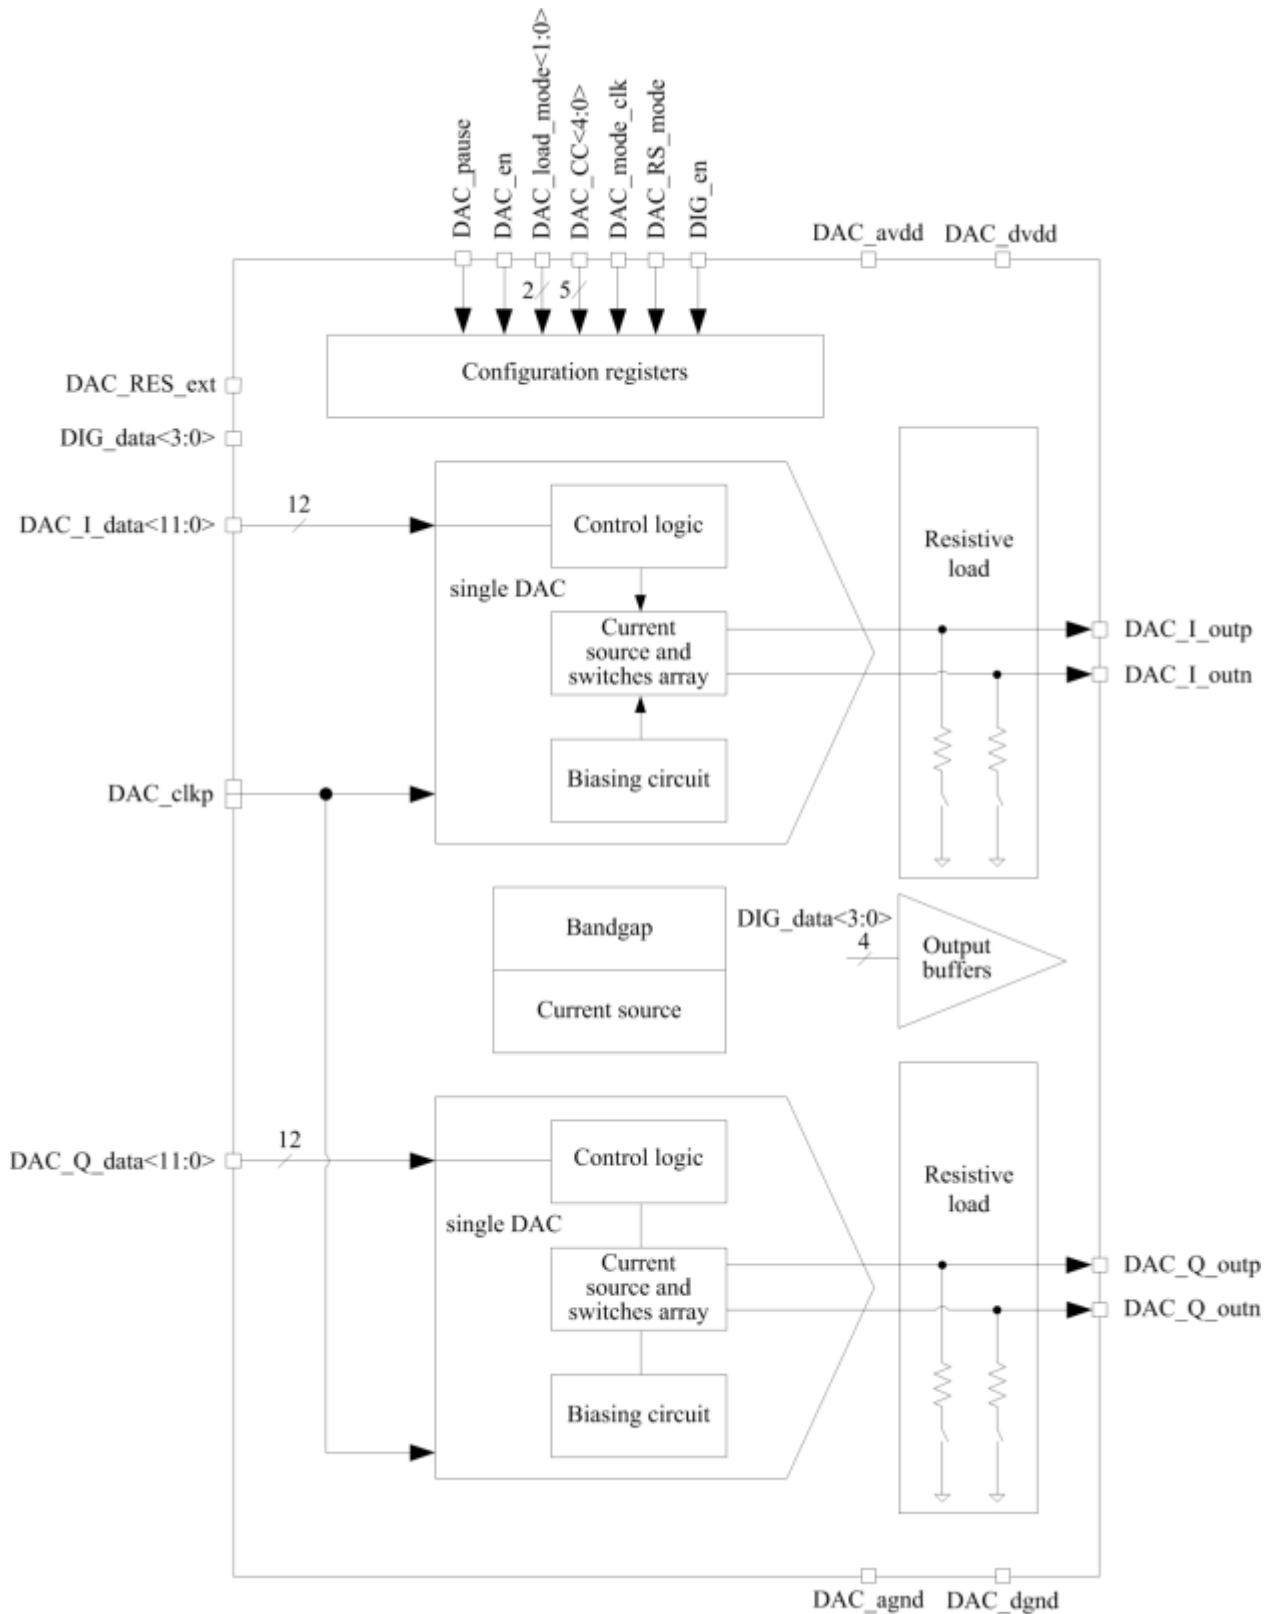 DAC_pause
DAC_en
DAC_load_mode<1:0>
DAC_CC<4:0>
DAC_mode_clk
DAC_RS_mode
DIG_en
DAC_avdd
DAC_dvdd
2
5
Configuration registers
DAC_RES_ext
DIG_data<3:0>
DAC_I_data<11:0>
12
Control logic
single DAC
Current
source and
switches array
Biasing circuit
Resistive
load
DAC_I_outp
DAC_I_outn
DAC_clkp
Bandgap
Current source
DIG_data<3:0>
4
Output
buffers
DAC_Q_data<11:0>
12
Control logic
single DAC
Current
source and
switches array
Biasing circuit
Resistive
load
DAC_Q_outp
DAC_Q_outn
DAC_agnd
DAC_dgnd